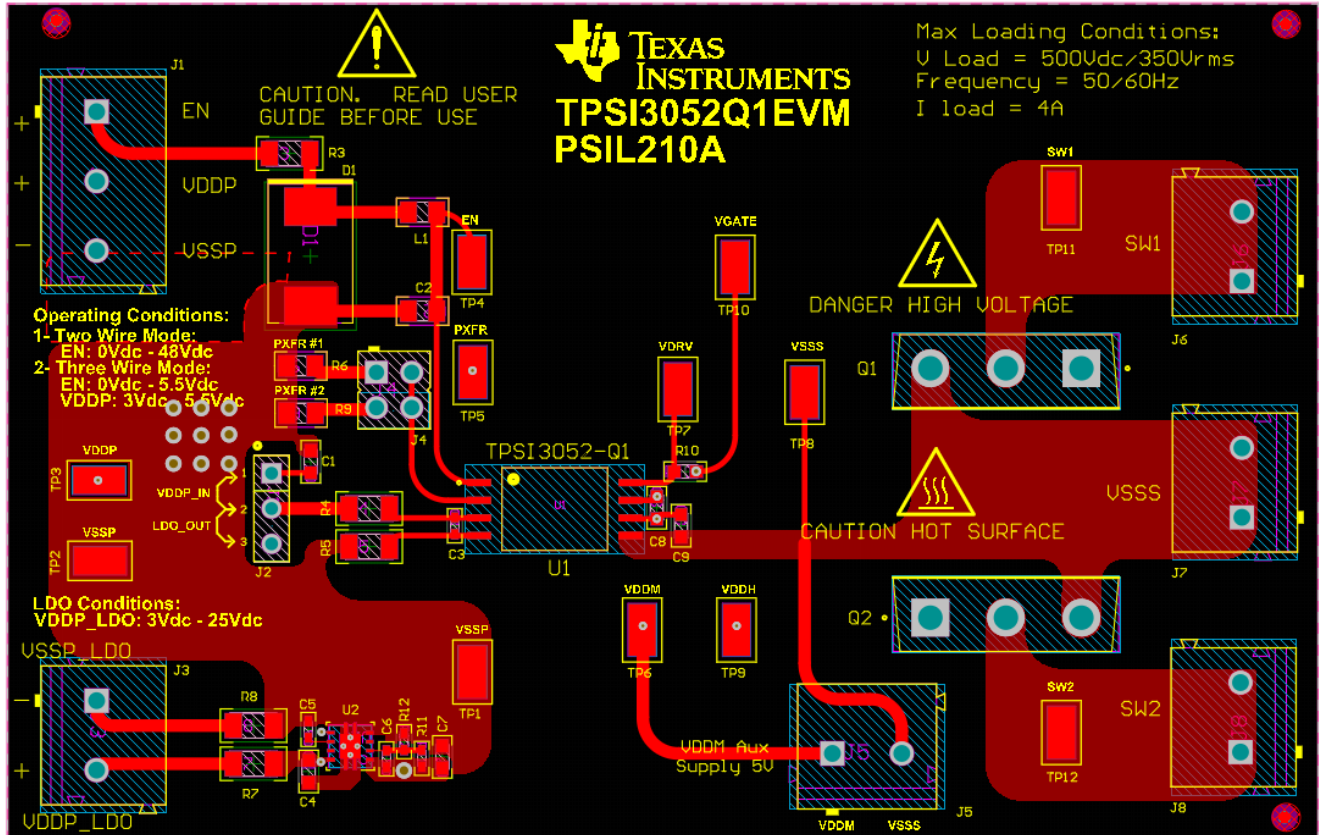 TEXAS
INSTRUMENTS
TPSI3052Q1EVM
PSIL210A
Max Loading Conditions:
V Load = 500Vdc/350Vrms
Frequency = 50/60Hz
I load = 4A
CAUTION. READ USER
GUIDE BEFORE USE
J1
EN
VDDP
VSSP
+
+
-
R3
D1
D1
+
L1
C2
EN
TP4
PXFR
TP5
VGATE
TP10
VDRV
TP7
VSSS
TP8
SW1
TP11
SW1
J6
J6
DANGER HIGH VOLTAGE
Q1
Operating Conditions:
1- Two Wire Mode:
EN: 0Vdc - 48Vdc
2- Three Wire Mode:
EN: 0Vdc - 5.5Vdc
VDDP: 3Vdc - 5.5Vdc
PXFR #1
R6
PXFR #2
R9
J4
C1
VDDP
TP3
VSSP
TP2
VDDP_IN
LDO_OUT
1
2
3
J2
R4
R5
C3
TPSI3052-Q1
U1
U1
R10
C8
C9
VSSS
J7
J7
CAUTION HOT SURFACE
Q2
LDO Conditions:
VDDP_LDO: 3Vdc - 25Vdc
VSSP_LDO
J3
-
+
VDDP_LDO
R8
R7
C5
C4
U2
C6
R12
R11
C7
VSSP
TP1
VDDM
TP6
VDDH
TP9
VDDM Aux
Supply 5V
J5
J5
VDDM
VSSS
SW2
TP12
SW2
J8
J8